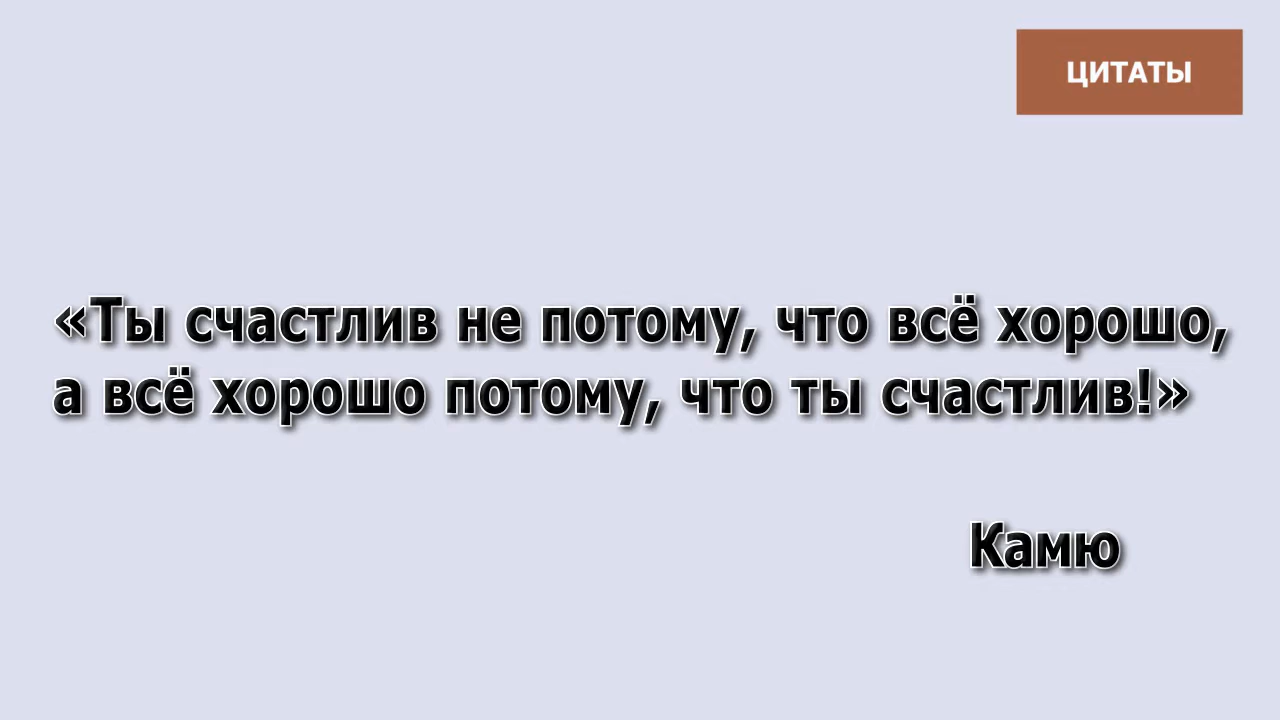 ЦИТАТЫ
«Ты счастлив не потому, что всё хорошо,
а всё хорошо потому, что ты счастлив!»
Камю